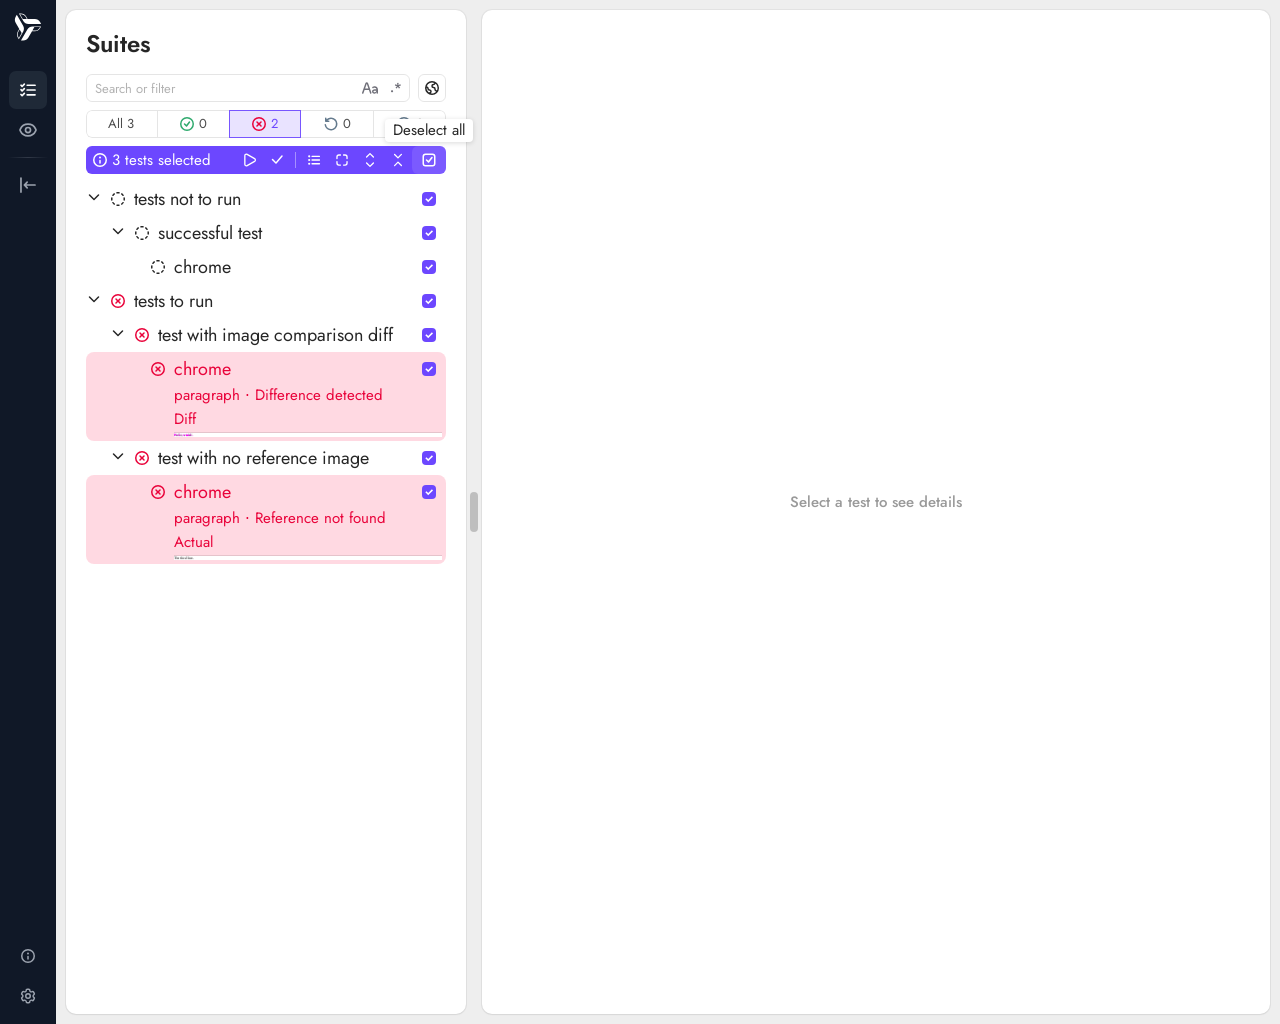 Suites
Search or filter
Aa .*
All 3
0
2
0
Deselect all
3 tests selected
tests not to run
successful test
chrome
tests to run
test with image comparison diff
chrome
paragraph · Difference detected
Diff
test with no reference image
chrome
paragraph · Reference not found
Actual
Select a test to see details